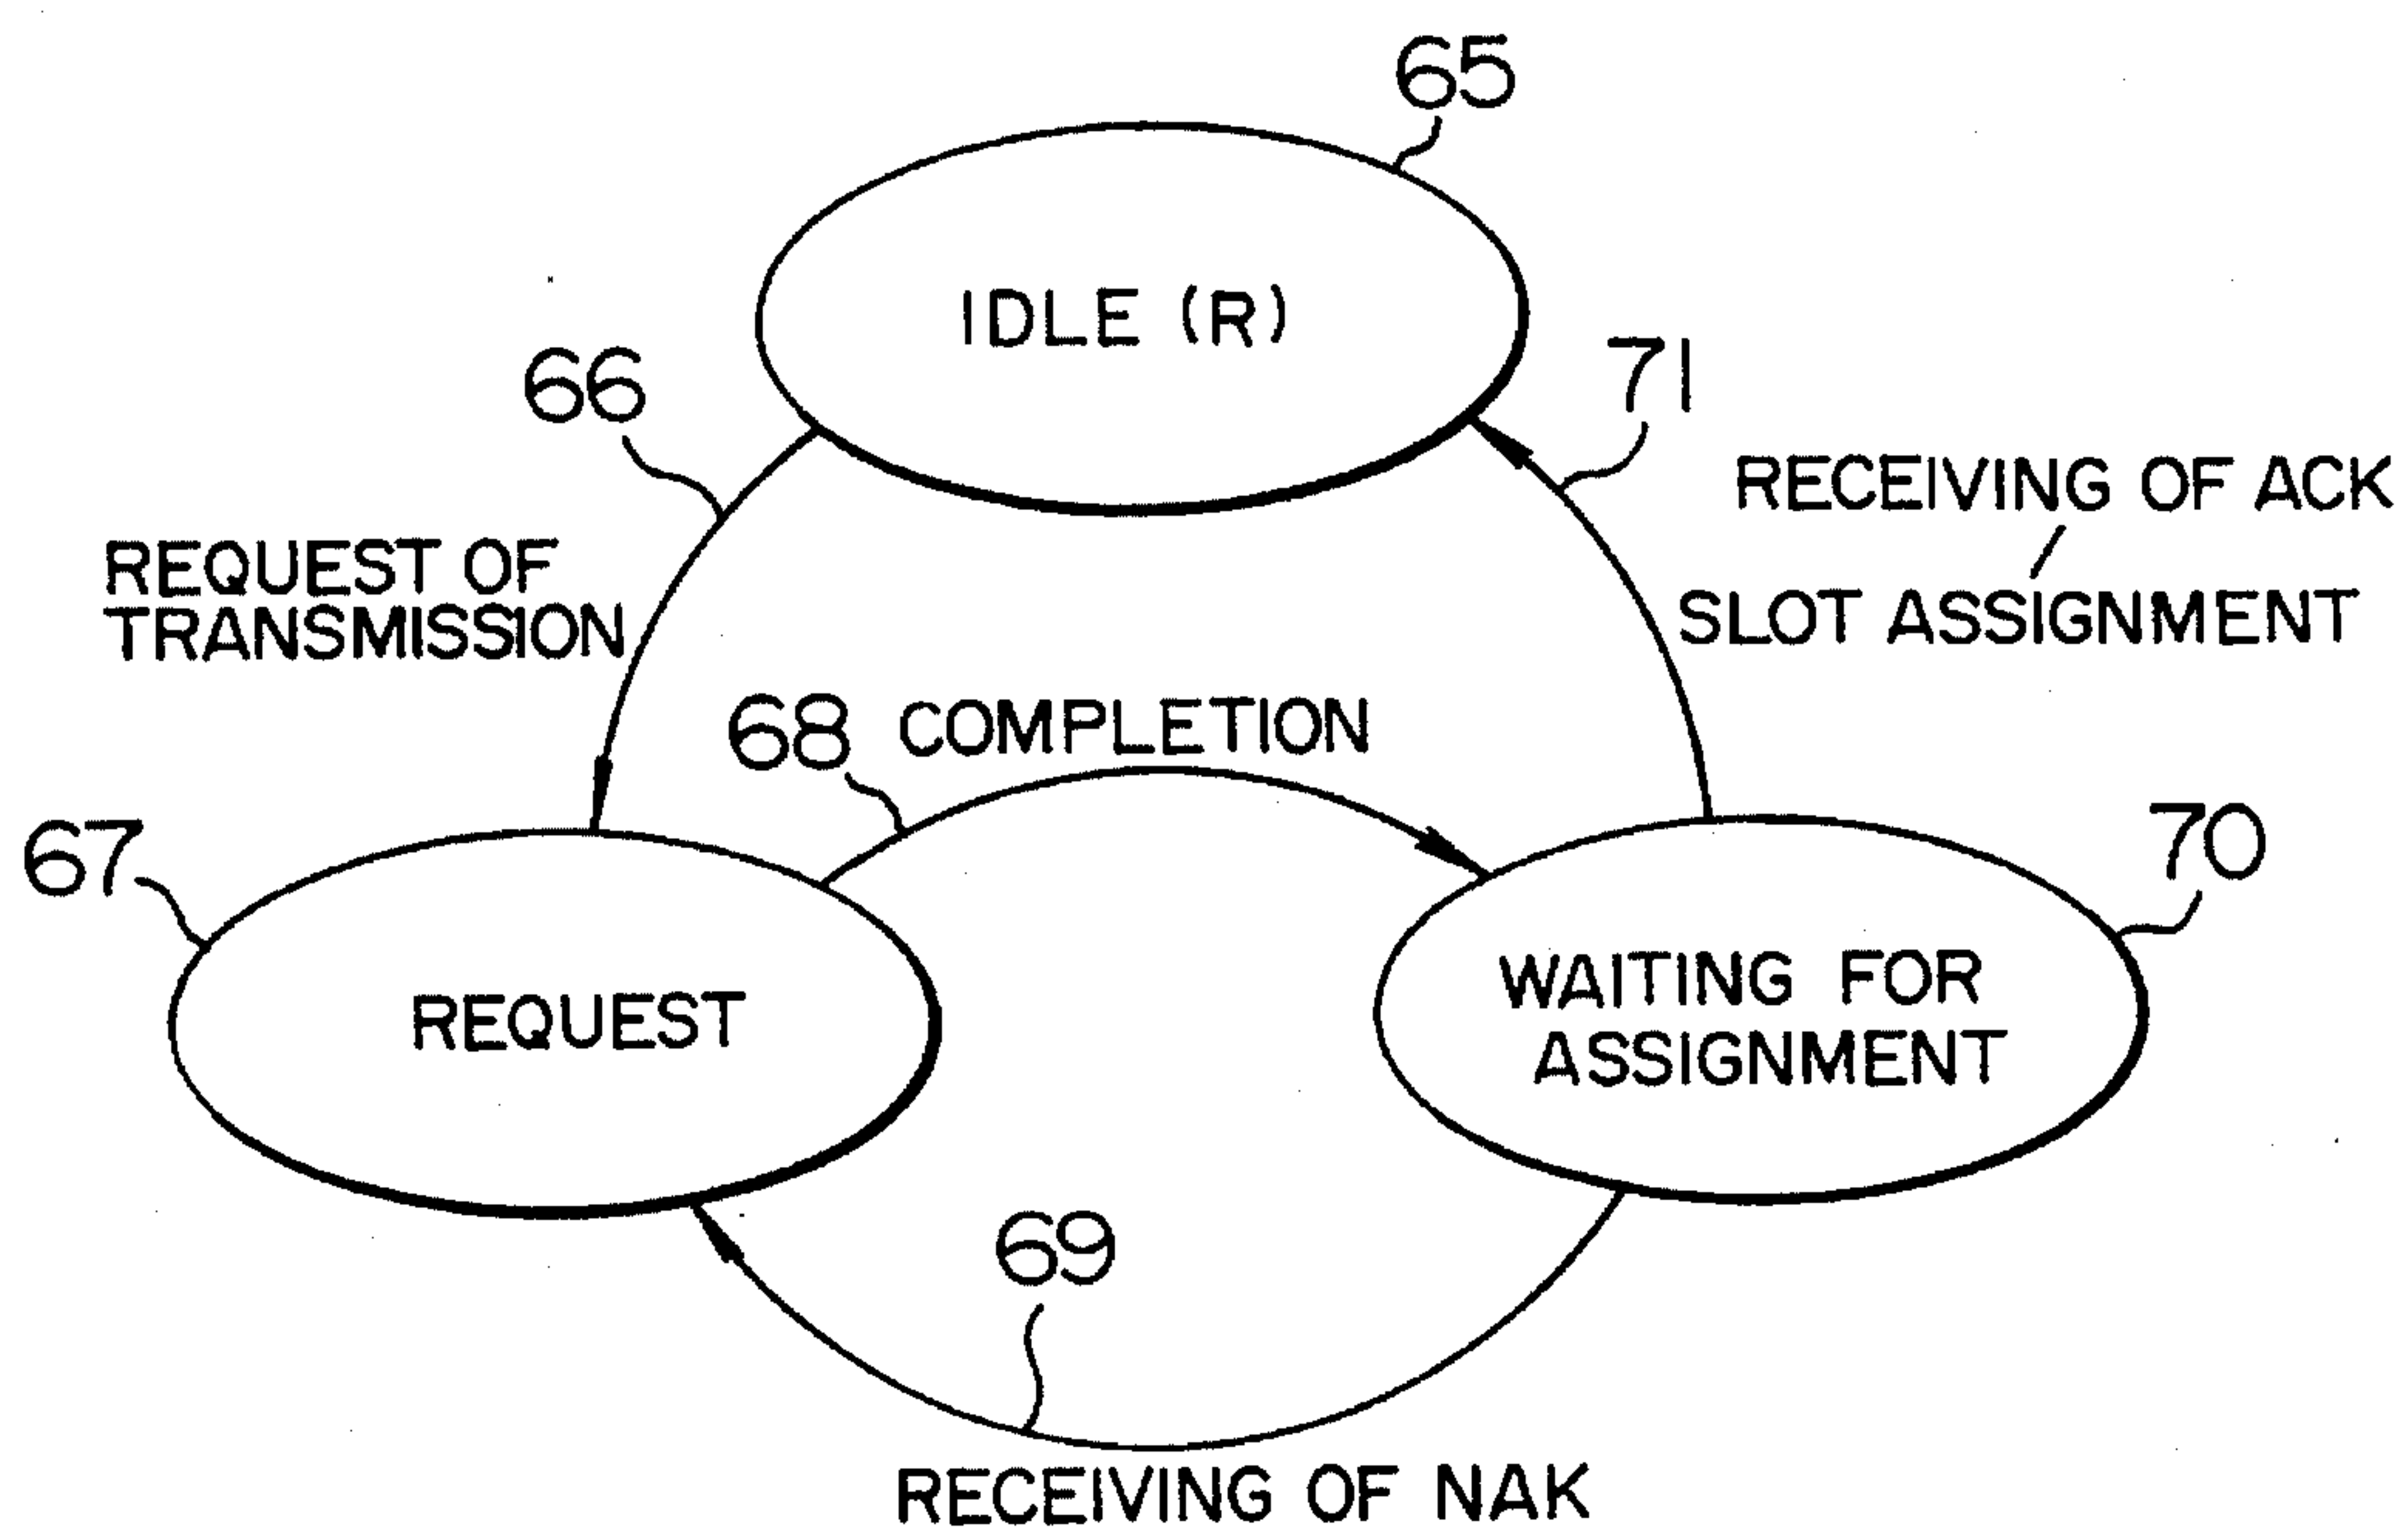 65
IDLE (R)
66
71
RECEIVING OF ACK
/
SLOT ASSIGNMENT
REQUEST OF
TRANSMISSION
68 COMPLETION
67
70
REQUEST
WAITING FOR
ASSIGNMENT
69
RECEIVING OF NAK